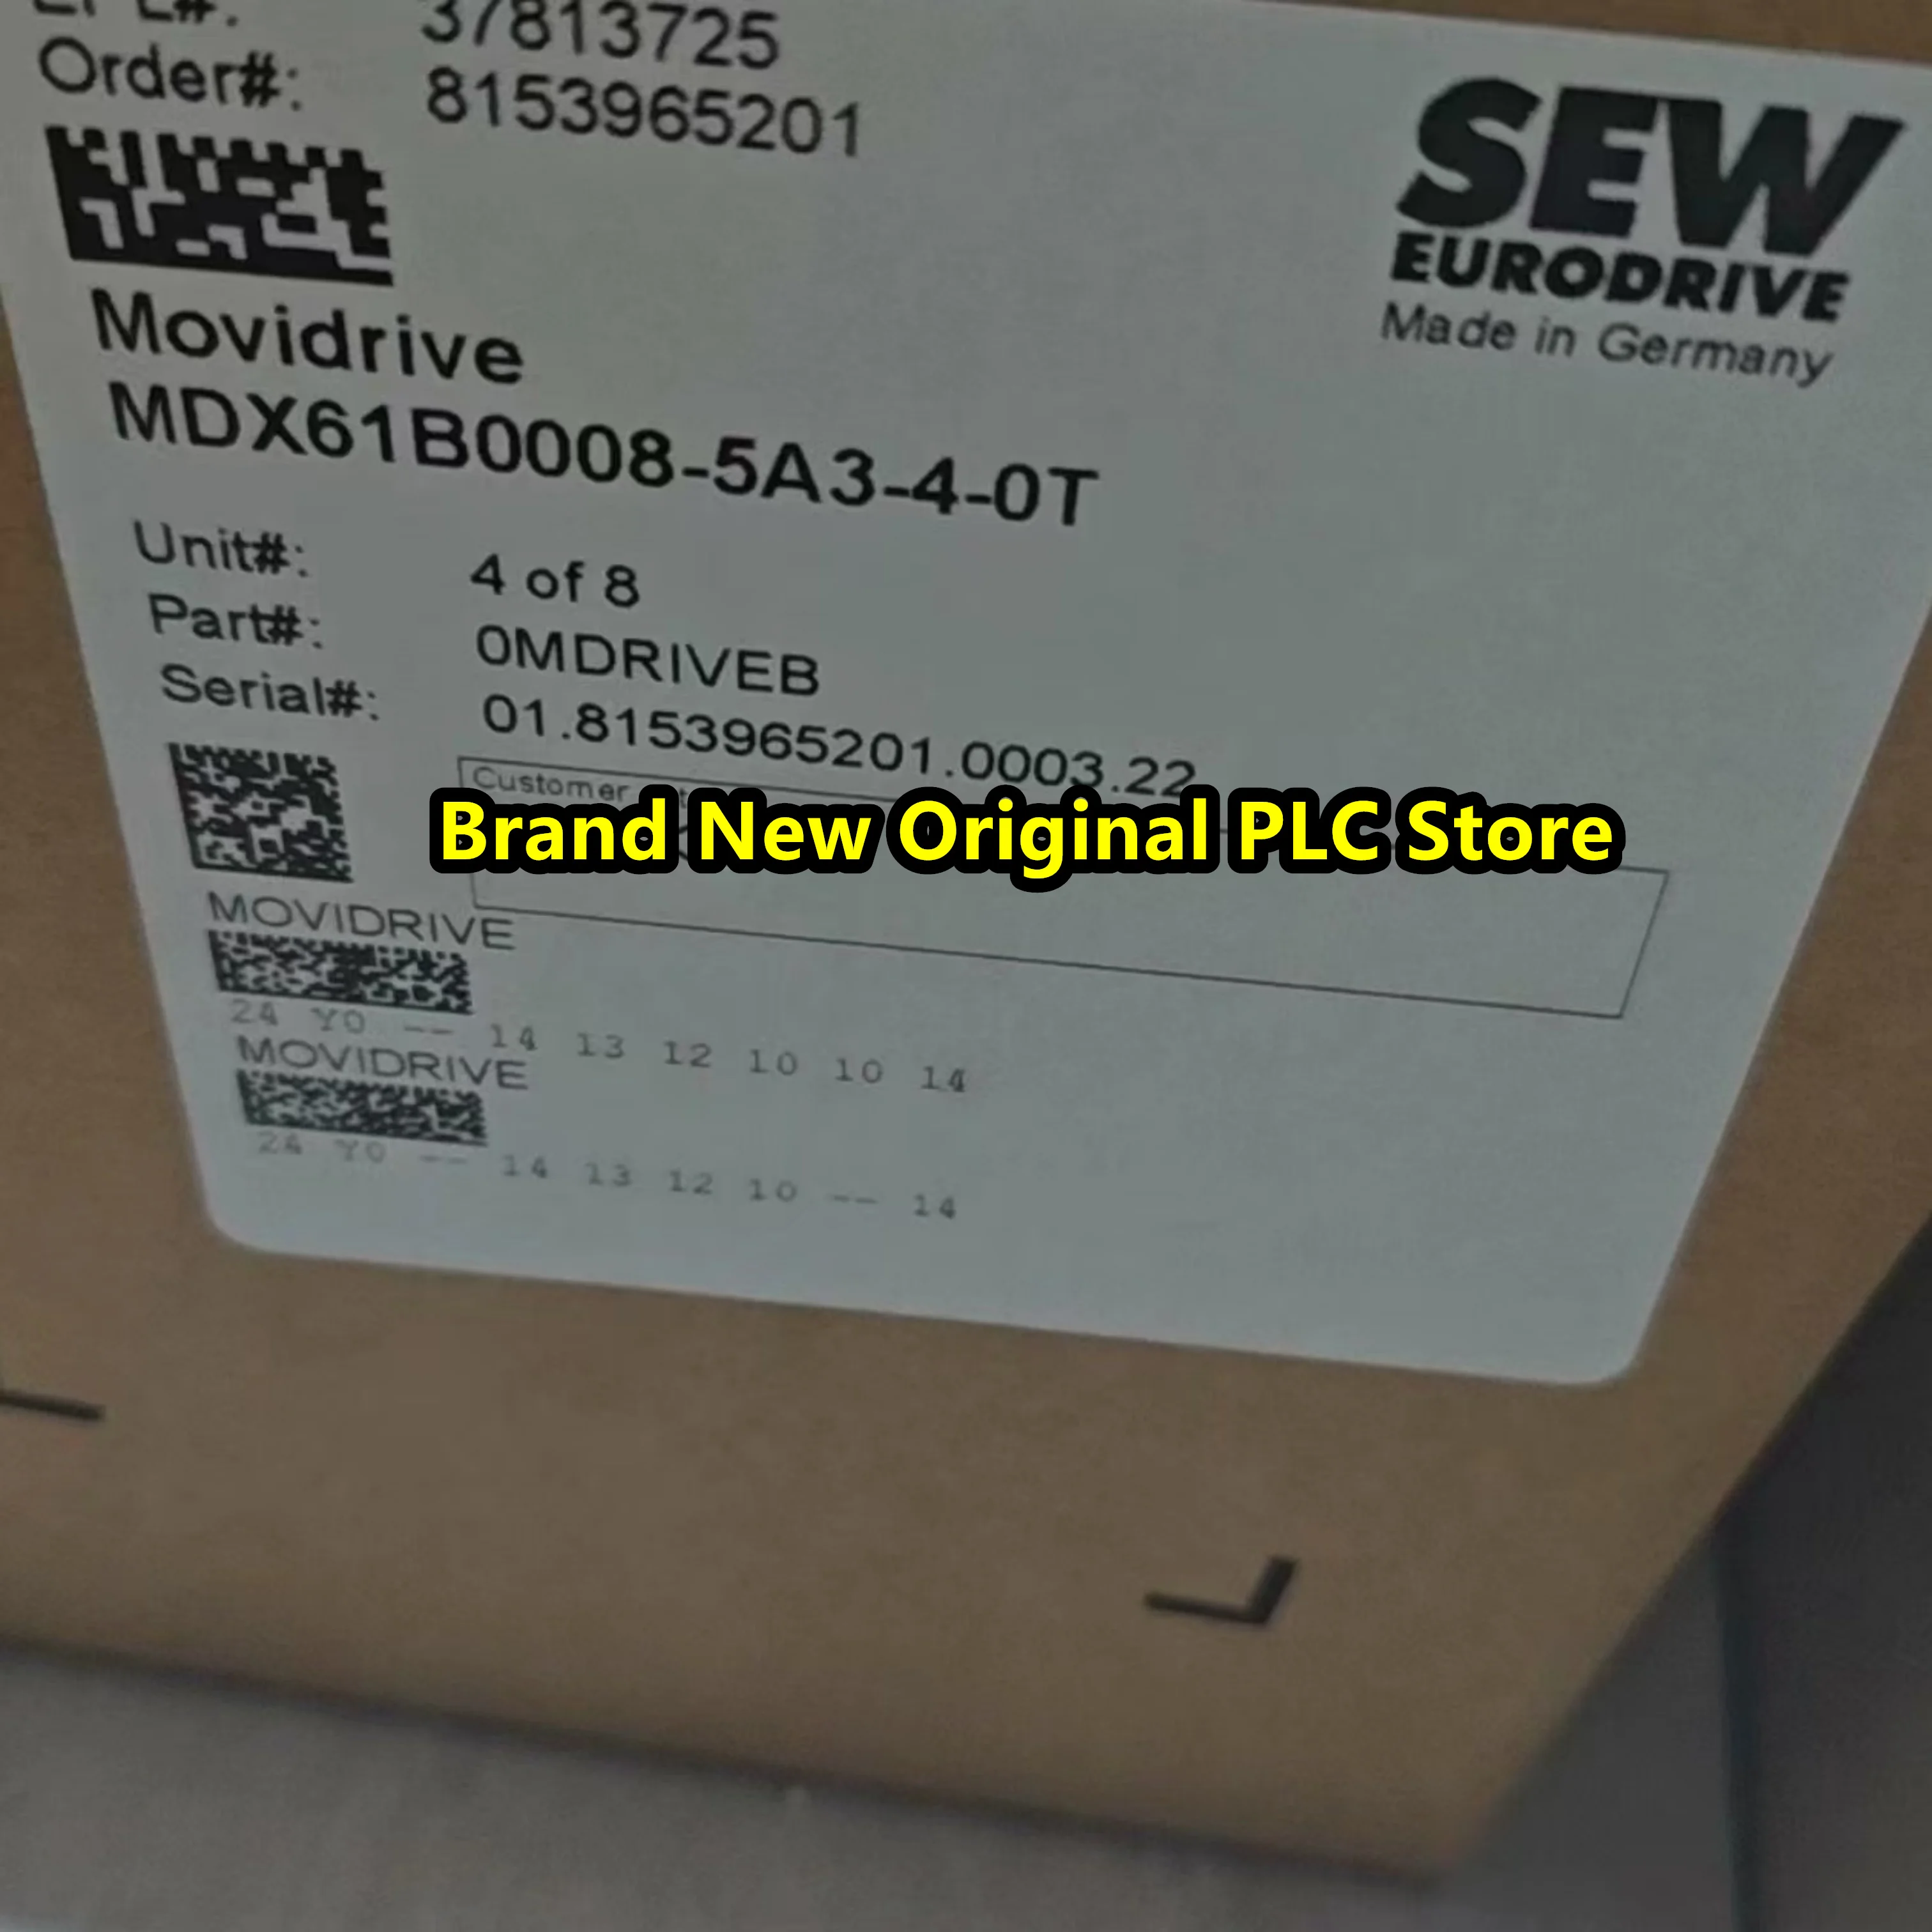 37813725
Order#: 8153965201
SEW
EURODRIVE
Made in Germany
Movidrive
MDX61B0008-5A3-4-0T
Unit#: 4 of 8
Part#: 0MDRIVEB
Serial#: 01.8153965201.0003.22
Customer
Brand New Original PLC Store
MOVIDRIVE
24 Y0 -- 14 13 12 10 10 14
MOVIDRIVE
24 Y0 -- 14 13 12 10 -- 14